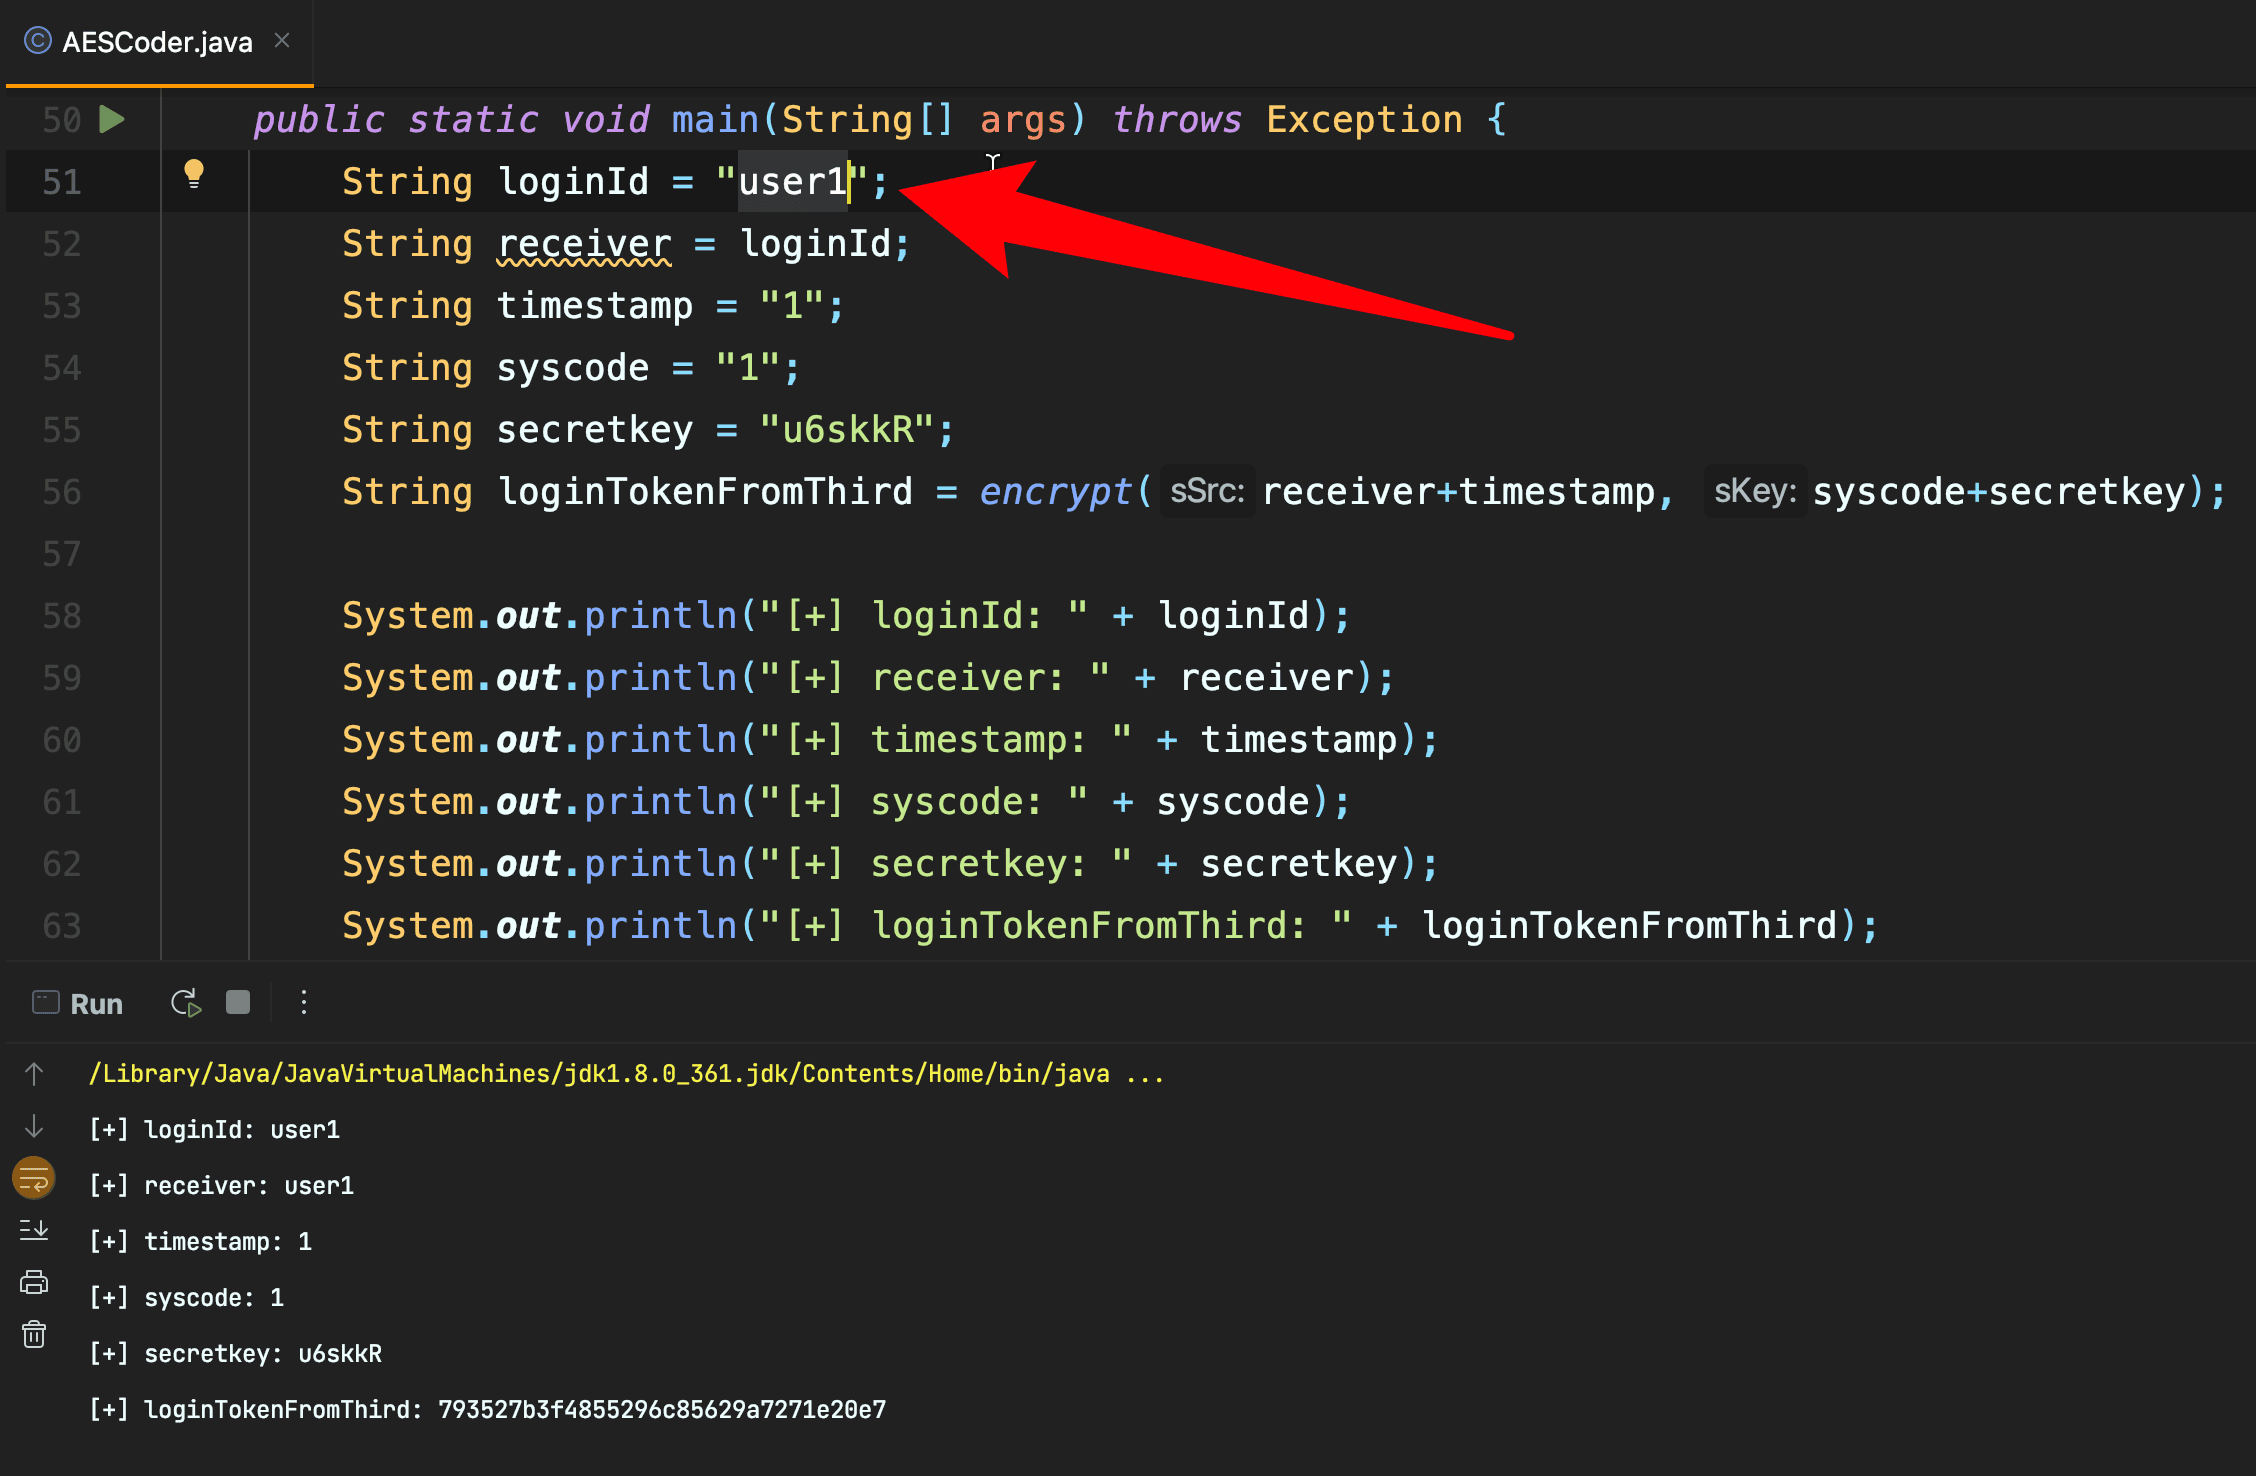 AESCoder.java
50 public static void main(String[] args) throws Exception {
51 String loginId = "user1";
52 String receiver = loginId;
53 String timestamp = "1";
54 String syscode = "1";
55 String secretkey = "u6skkR";
56 String loginTokenFromThird = encrypt( sSrc: receiver+timestamp, sKey: syscode+secretkey);
57
58 System.out.println("[+] loginId: " + loginId);
59 System.out.println("[+] receiver: " + receiver);
60 System.out.println("[+] timestamp: " + timestamp);
61 System.out.println("[+] syscode: " + syscode);
62 System.out.println("[+] secretkey: " + secretkey);
63 System.out.println("[+] loginTokenFromThird: " + loginTokenFromThird);
Run
/Library/Java/JavaVirtualMachines/jdk1.8.0_361.jdk/Contents/Home/bin/java ...
[+] loginId: user1
[+] receiver: user1
[+] timestamp: 1
[+] syscode: 1
[+] secretkey: u6skkR
[+] loginTokenFromThird: 793527b3f4855296c85629a7271e20e7